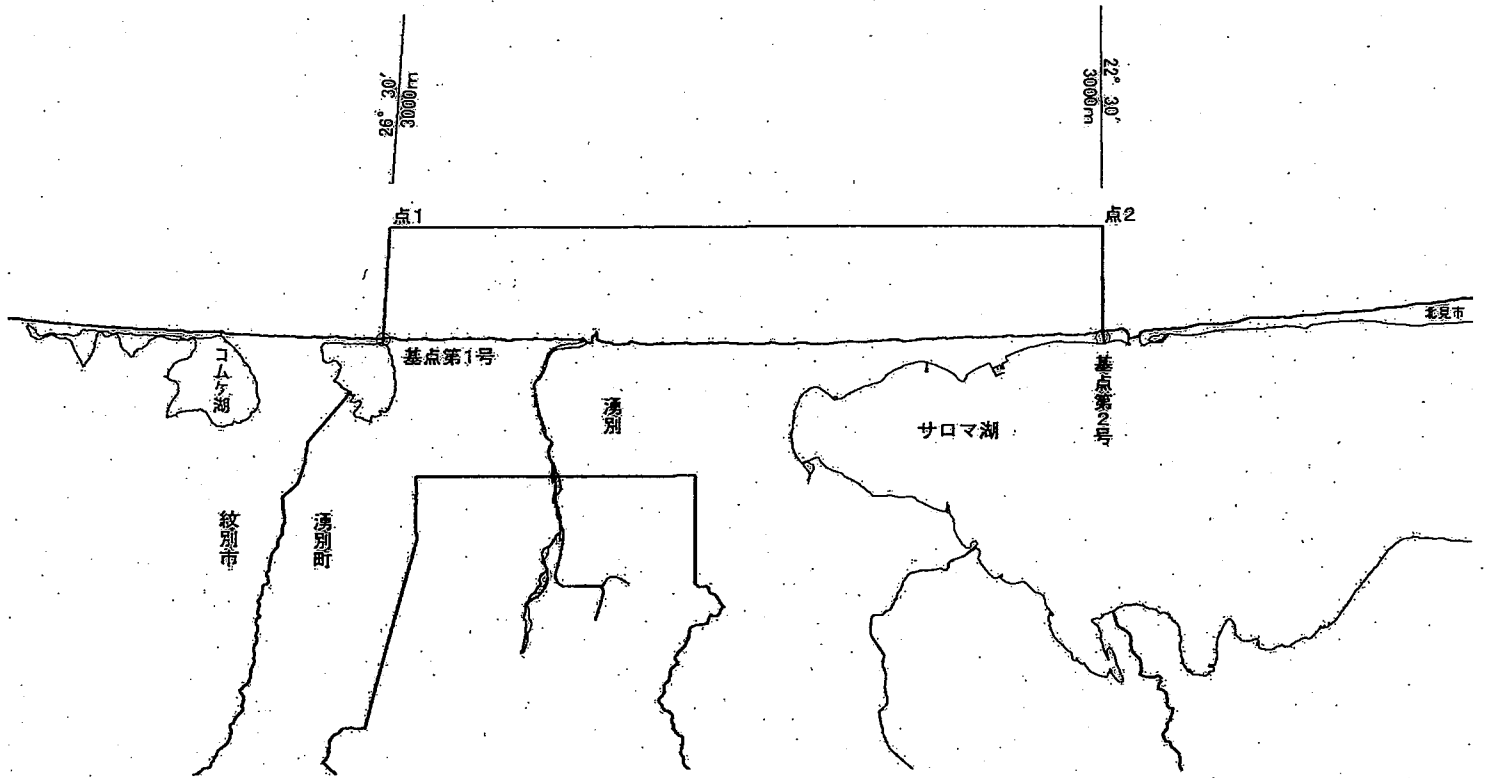 26° 30′
3000m
22° 30′
3000m
点1
点2
北見市
コムケ湖
基点第1号
基点第2号
湧別
サロマ湖
紋別市
湧別町